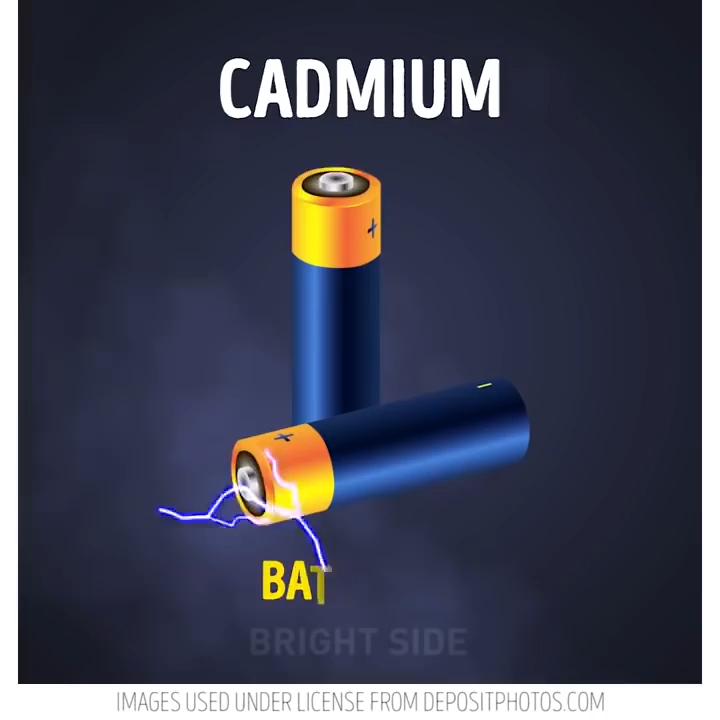 CADMIUM
+
–
+
BAT
BRIGHT SIDE
IMAGES USED UNDER LICENSE FROM DEPOSITPHOTOS.COM